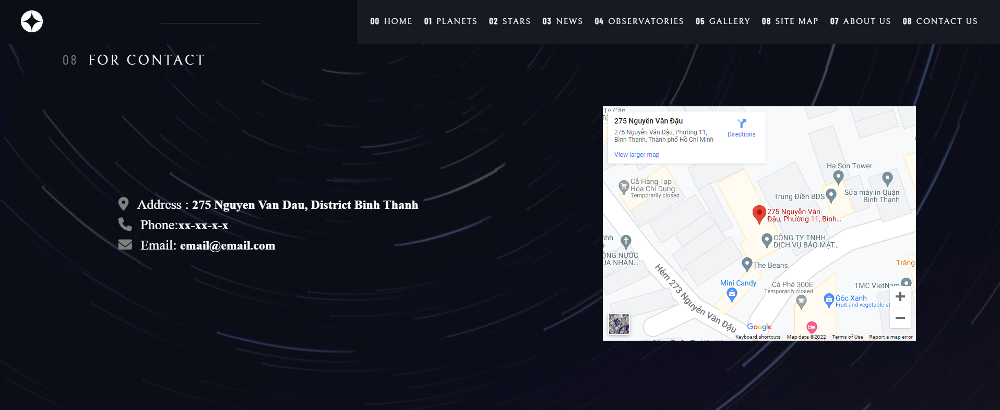 00 HOME 01 PLANETS 02 STARS 03 NEWS 04 OBSERVATORIES 05 GALLERY 06 SITE MAP 07 ABOUT US 08 CONTACT US
08 FOR CONTACT
Address : 275 Nguyen Van Dau, District Binh Thanh
Phone:xx-xx-x-x
Email: email@email.com
275 Nguyễn Văn Đậu
275 Nguyễn Văn Đậu, Phường 11,
Bình Thạnh, Thành phố Hồ Chí Minh
Directions
View larger map
Ha Son Tower
Cả Hàng Tạp
Hóa Chị Dung
Temporarily closed
Trung Điền BDS
Sửa máy in Quận
Bình Thạnh
275 Nguyễn Văn
Đậu, Phường 11, Bình...
CÔNG TY TNHH
DỊCH VỤ BẢO MẬT...
ỘNG NƯỚC
ỦA NHÂN...
The Beans
Trăng
Hẻm 273 Nguyễn Văn Đậu
Mini Candy
Cà Phê 300E
Temporarily closed
TMC VietNam
Góc Xanh
Fruit and vegetable st
Google
Keyboard shortcuts Map data ©2022 Terms of Use Report a map error